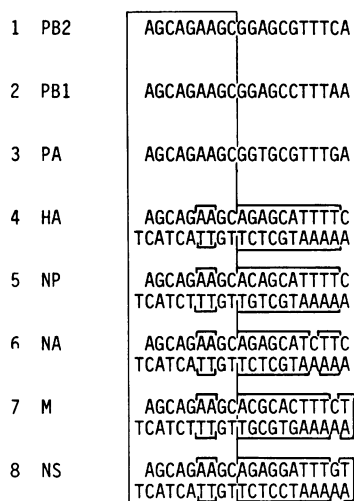 1 PB2 AGCAGAAGCGGAGCGTTTCA
2 PB1 AGCAGAAGCGGAGCCTTTAA
3 PA AGCAGAAGCGGTGCGTTTGA
4 HA AGCAGAAGCAGAGCATTTTC
TCATCATTGTTCTCGTAAAAA
5 NP AGCAGAAGCACAGCATTTTC
TCATCTTTGTTGTCGTAAAAA
6 NA AGCAGAAGCAGAGCATCTTC
TCATCATTGTTCTCGTAAAAA
7 M AGCAGAAGCACGCACTTTCT
TCATCTTTGTTGCGTGAAAAA
8 NS AGCAGAAGCAGAGGATTTGT
TCATCATTGTTCTCCTAAAAA